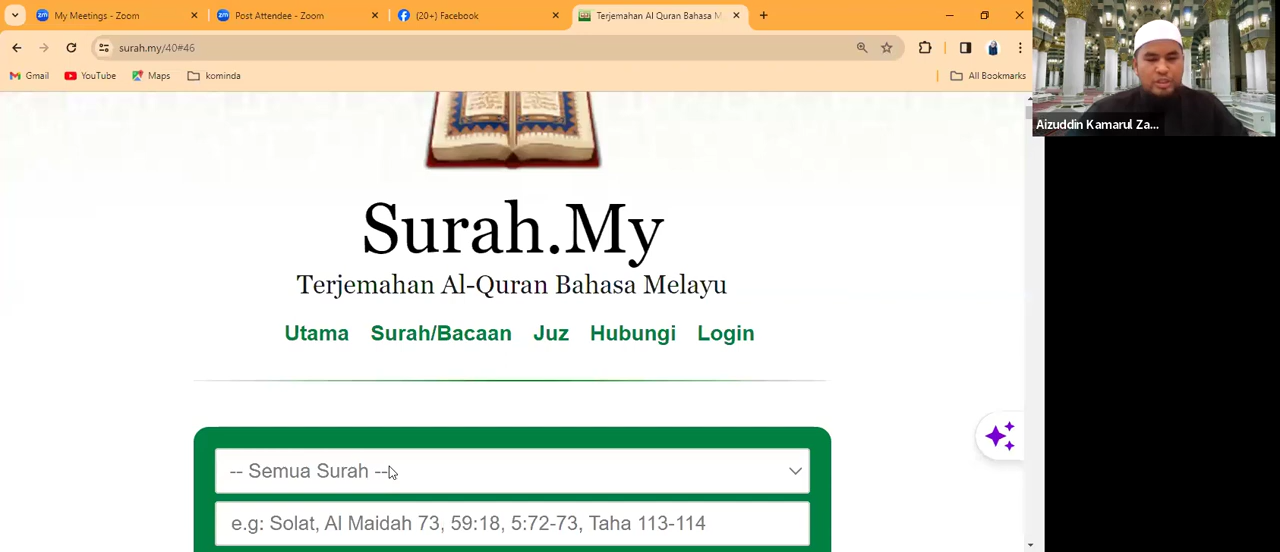 My Meetings - Zoom
Post Attendee - Zoom
(20+) Facebook
Terjemahan Al Quran Bahasa M
surah.my/40#46
Gmail
YouTube
Maps
kominda
All Bookmarks
Aizuddin Kamarul Za...
Surah.My
Terjemahan Al-Quran Bahasa Melayu
Utama Surah/Bacaan Juz Hubungi Login
-- Semua Surah --
e.g: Solat, Al Maidah 73, 59:18, 5:72-73, Taha 113-114